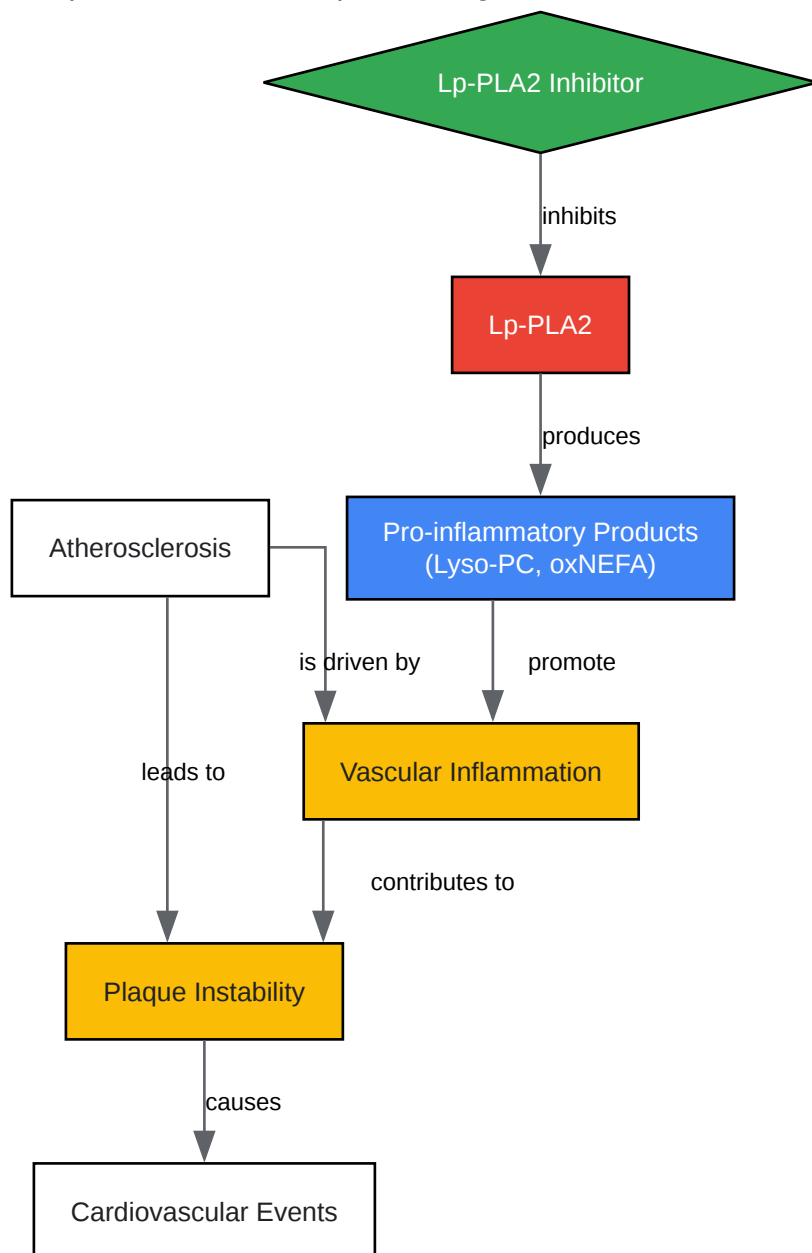 Lp-PLA2 Inhibitor
inhibits
Lp-PLA2
produces
Atherosclerosis
Pro-inflammatory Products
(Lyso-PC, oxNEFA)
is driven by
promote
leads to
Vascular Inflammation
contributes to
Plaque Instability
causes
Cardiovascular Events